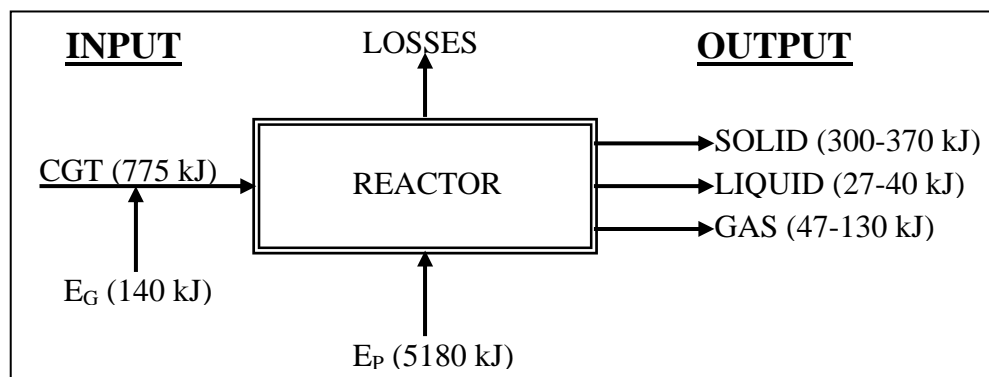 INPUT
LOSSES
OUTPUT
CGT (775 kJ)
REACTOR
SOLID (300-370 kJ)
LIQUID (27-40 kJ)
GAS (47-130 kJ)
EG (140 kJ)
EP (5180 kJ)